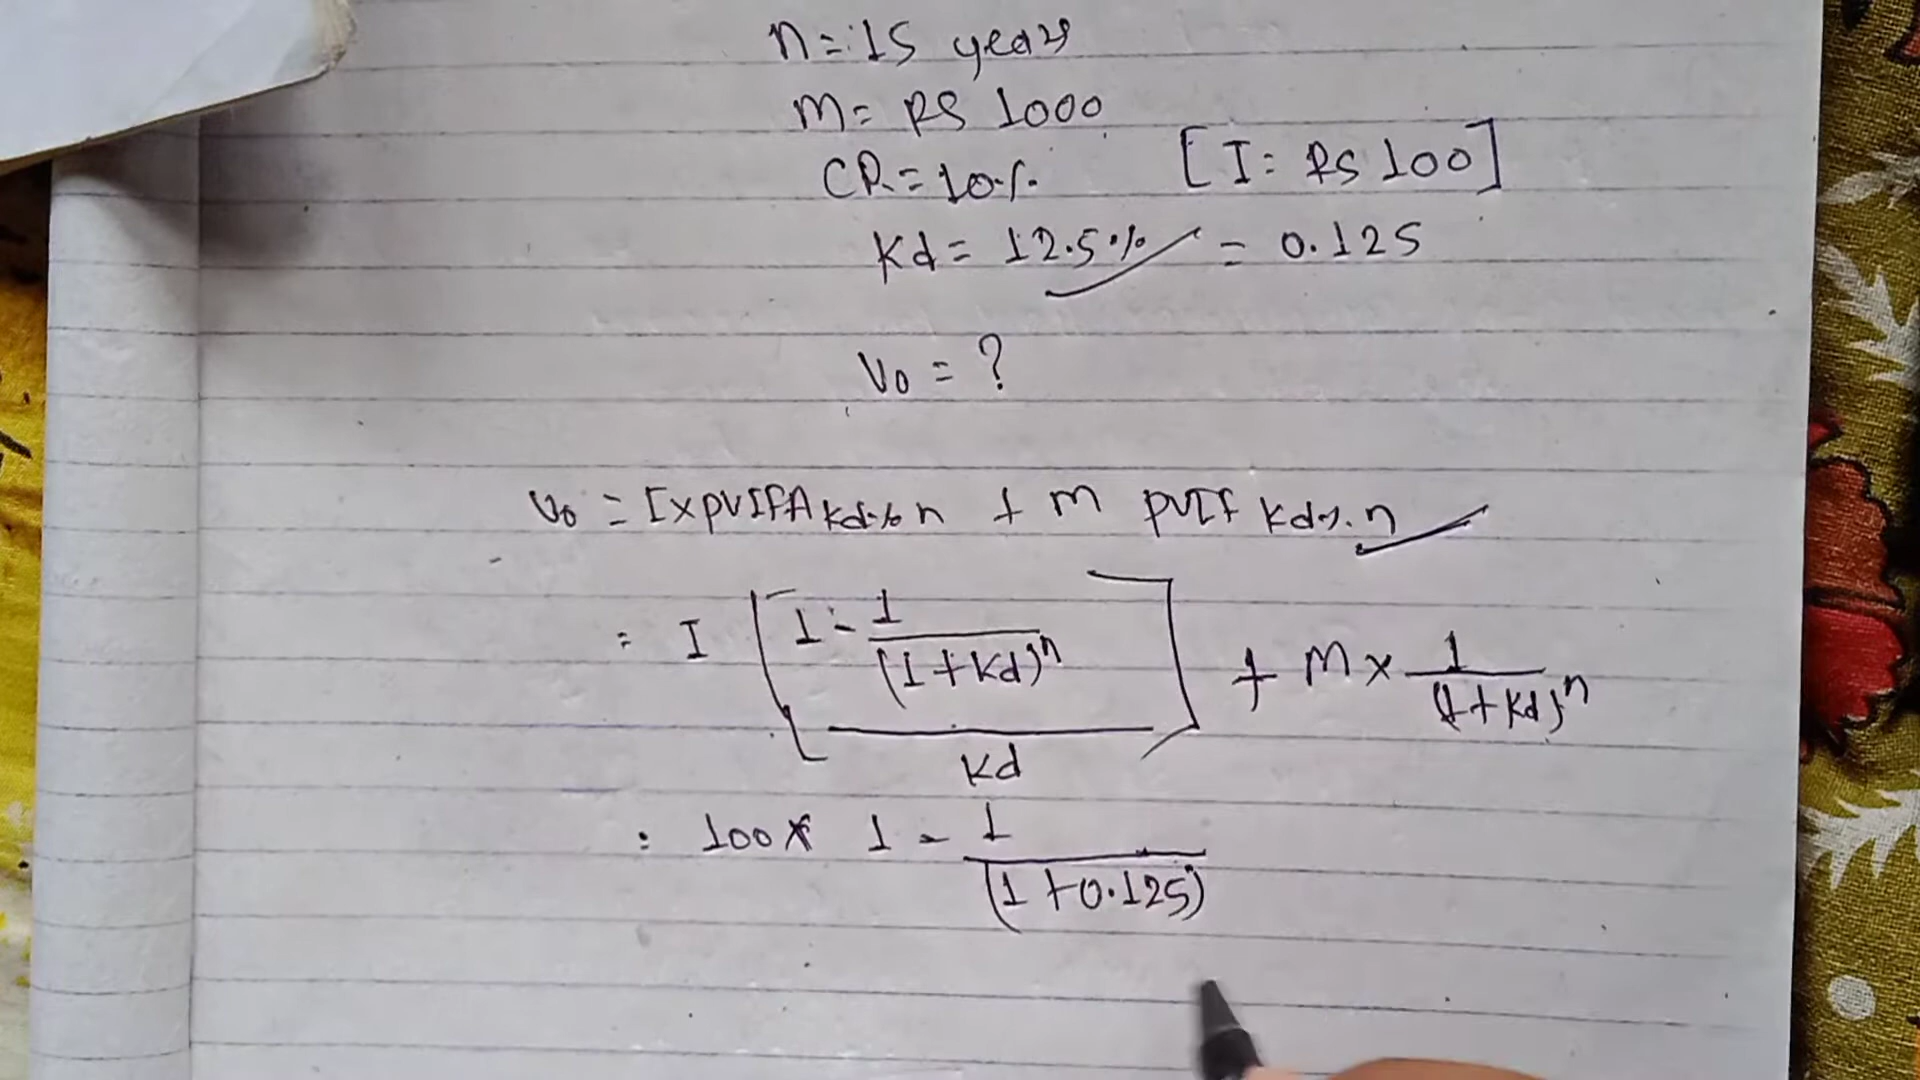 n = 15 years
M = RS 1000
CR = 10% [I = RS 100]
Kd = 12.5% = 0.125
V0 = ?
V0 = I x PVIFA Kd% n + M PVIF Kd%. n
= I [ 1 - 1/(1+Kd)^n / Kd ] + M x 1/(1+Kd)^n
= 100 x 1 - 1/(1+0.125)